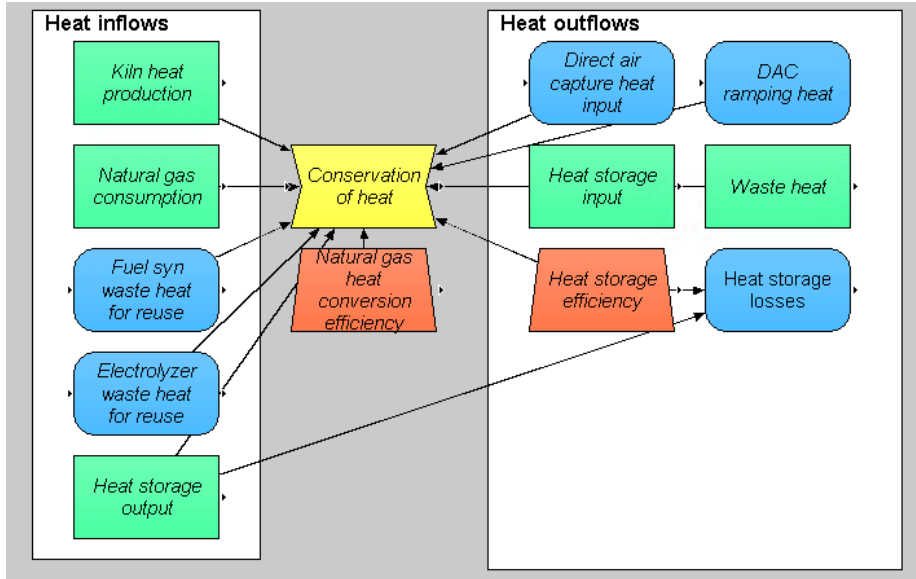 Heat inflows
Kiln heat
production
Natural gas
consumption
Fuel syn
waste heat
for reuse
Electrolyzer
waste heat
for reuse
Heat storage
output
Conservation
of heat
Natural gas
heat
conversion
efficiency
Heat outflows
Direct air
capture heat
input
DAC
ramping heat
Heat storage
input
Waste heat
Heat storage
efficiency
Heat storage
losses